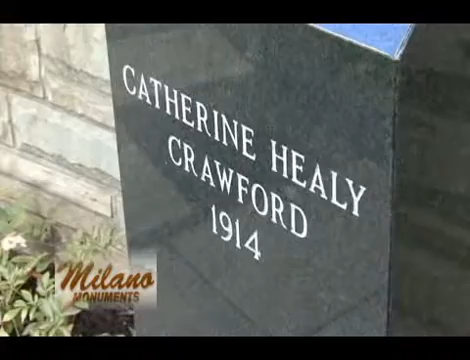 CATHERINE HEALY
CRAWFORD
1914
Milano
MONUMENTS